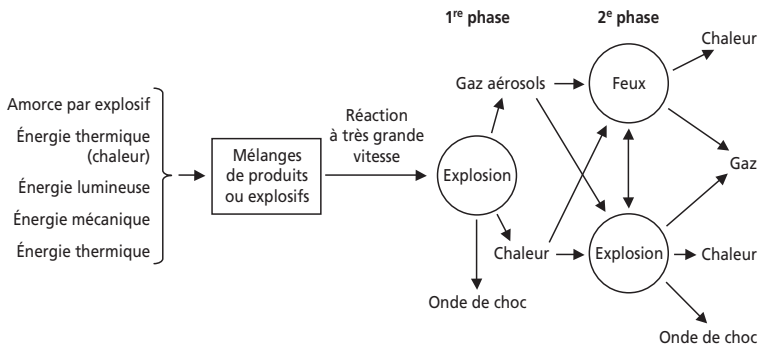 1re phase
2e phase
Amorce par explosif
Énergie thermique
(chaleur)
Énergie lumineuse
Énergie mécanique
Énergie thermique
Mélanges
de produits
ou explosifs
Réaction
à très grande
vitesse
Explosion
Gaz aérosols
Chaleur
Onde de choc
Feux
Explosion
Chaleur
Gaz
Chaleur
Onde de choc